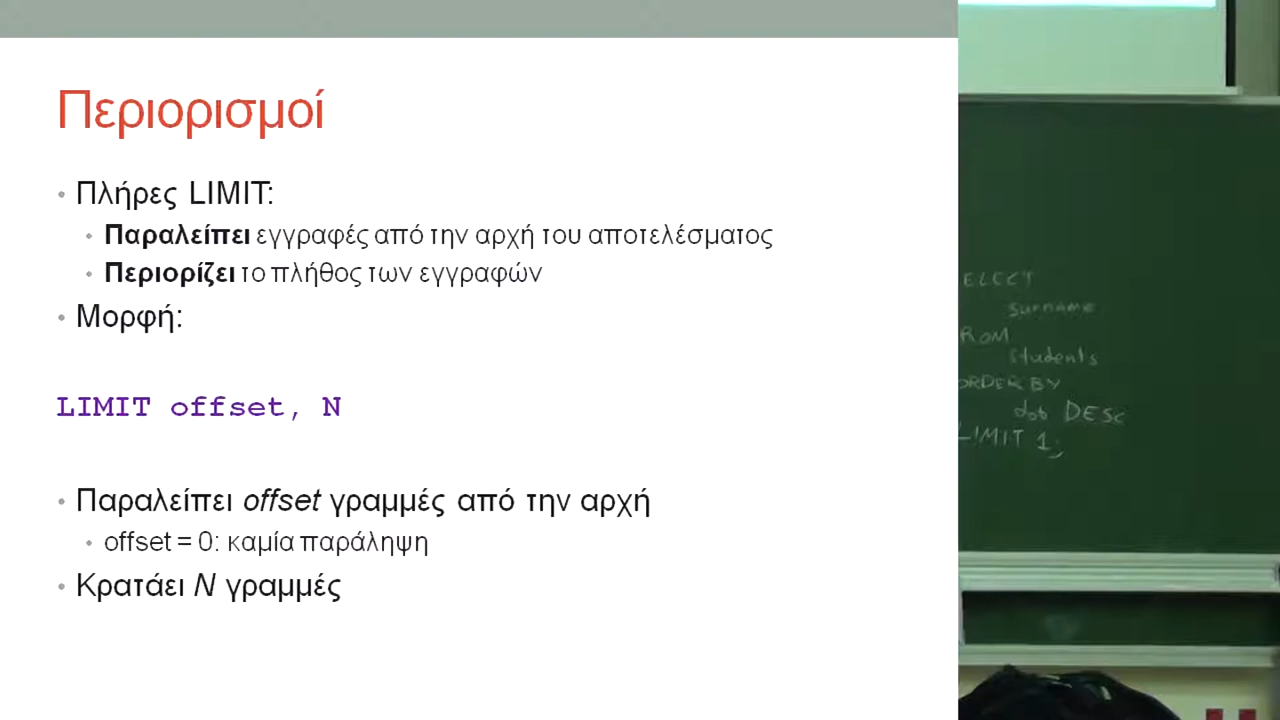 Περιορισμοί
• Πλήρες LIMIT:
• Παραλείπει εγγραφές από την αρχή του αποτελέσματος
• Περιορίζει το πλήθος των εγγραφών
• Μορφή:
LIMIT offset, N
• Παραλείπει offset γραμμές από την αρχή
• offset = 0: καμία παράληψη
• Κρατάει N γραμμές
ELECT
surname
ROM
students
ORDER BY
dob DESC
LIMIT 1;